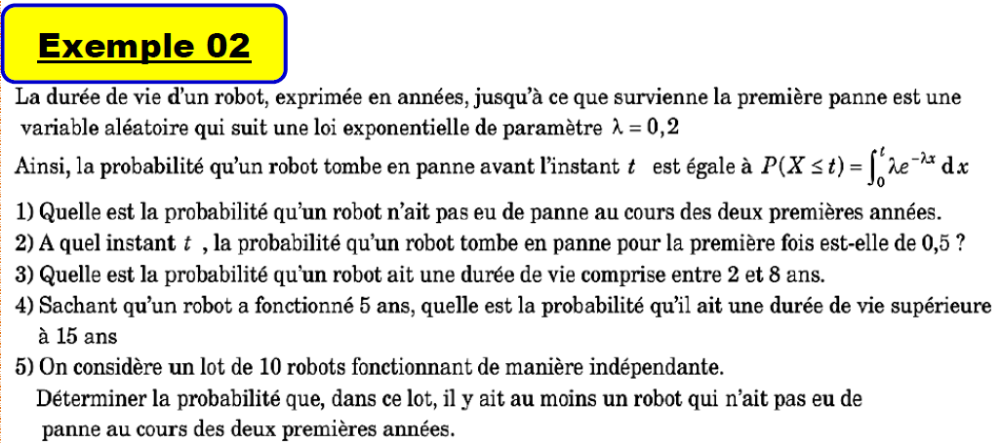 Exemple 02
La durée de vie d'un robot, exprimée en années, jusqu'à ce que survienne la première panne est une
variable aléatoire qui suit une loi exponentielle de paramètre λ = 0,2
Ainsi, la probabilité qu'un robot tombe en panne avant l'instant t est égale à P(X ≤ t) = ∫₀ᵗ λe^{-λx} dx
1) Quelle est la probabilité qu'un robot n'ait pas eu de panne au cours des deux premières années.
2) A quel instant t , la probabilité qu'un robot tombe en panne pour la première fois est-elle de 0,5 ?
3) Quelle est la probabilité qu'un robot ait une durée de vie comprise entre 2 et 8 ans.
4) Sachant qu'un robot a fonctionné 5 ans, quelle est la probabilité qu'il ait une durée de vie supérieure
à 15 ans
5) On considère un lot de 10 robots fonctionnant de manière indépendante.
Déterminer la probabilité que, dans ce lot, il y ait au moins un robot qui n'ait pas eu de
panne au cours des deux premières années.